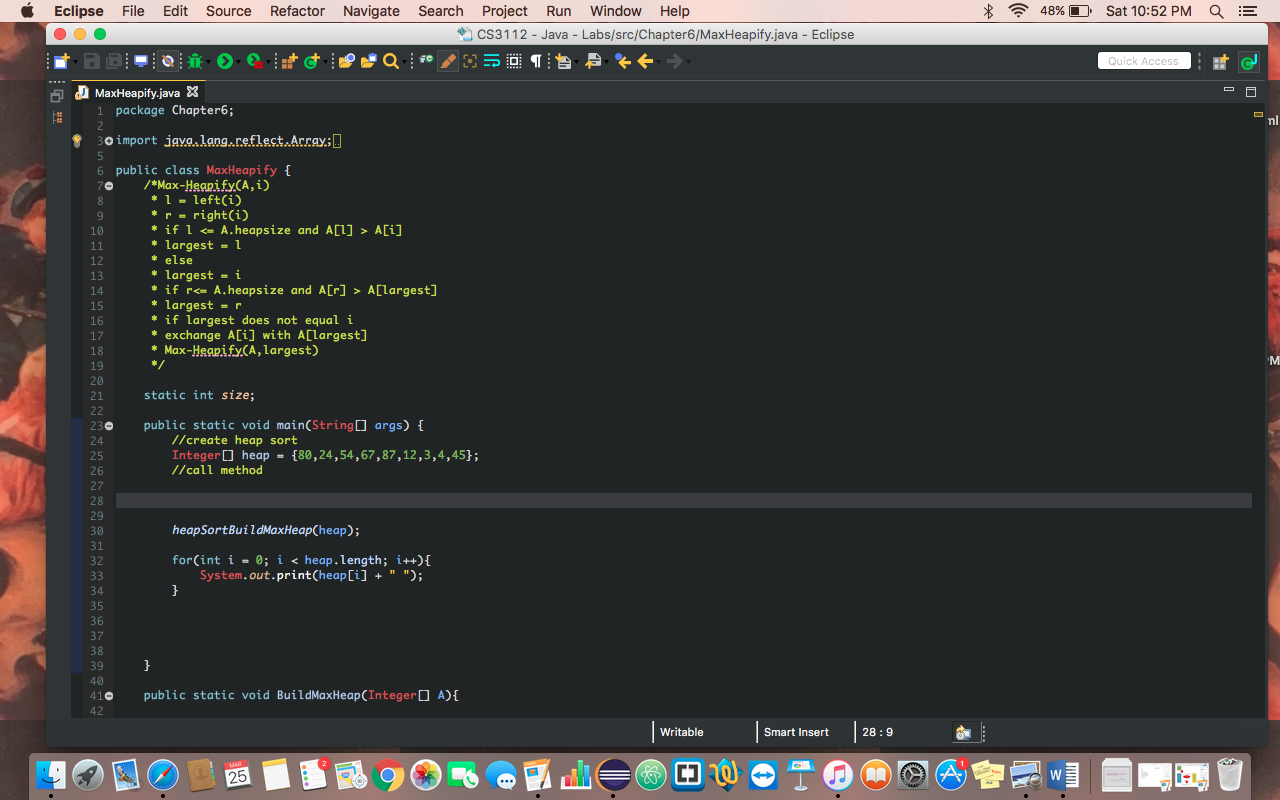 Eclipse File Edit Source Refactor Navigate Search Project Run Window Help 48% Sat 10:52 PM
CS3112 - Java - Labs/src/Chapter6/MaxHeapify.java - Eclipse
Quick Access
MaxHeapify.java
1 package Chapter6;
2
3 import java.lang.reflect.Array;
5
6 public class MaxHeapify {
7 /*Max-Heapify(A,i)
8 * l = left(i)
9 * r = right(i)
10 * if l <= A.heapsize and A[l] > A[i]
11 * largest = l
12 * else
13 * largest = i
14 * if r<= A.heapsize and A[r] > A[largest]
15 * largest = r
16 * if largest does not equal i
17 * exchange A[i] with A[largest]
18 * Max-Heapify(A,largest)
19 */
20
21 static int size;
22
23 public static void main(String[] args) {
24 //create heap sort
25 Integer[] heap = {80,24,54,67,87,12,3,4,45};
26 //call method
27
28
29
30 heapSortBuildMaxHeap(heap);
31
32 for(int i = 0; i < heap.length; i++){
33 System.out.print(heap[i] + " ");
34 }
35
36
37
38
39 }
40
41 public static void BuildMaxHeap(Integer[] A){
42
Writable Smart Insert 28 : 9
ml
PM
MAR
25
2
1
W